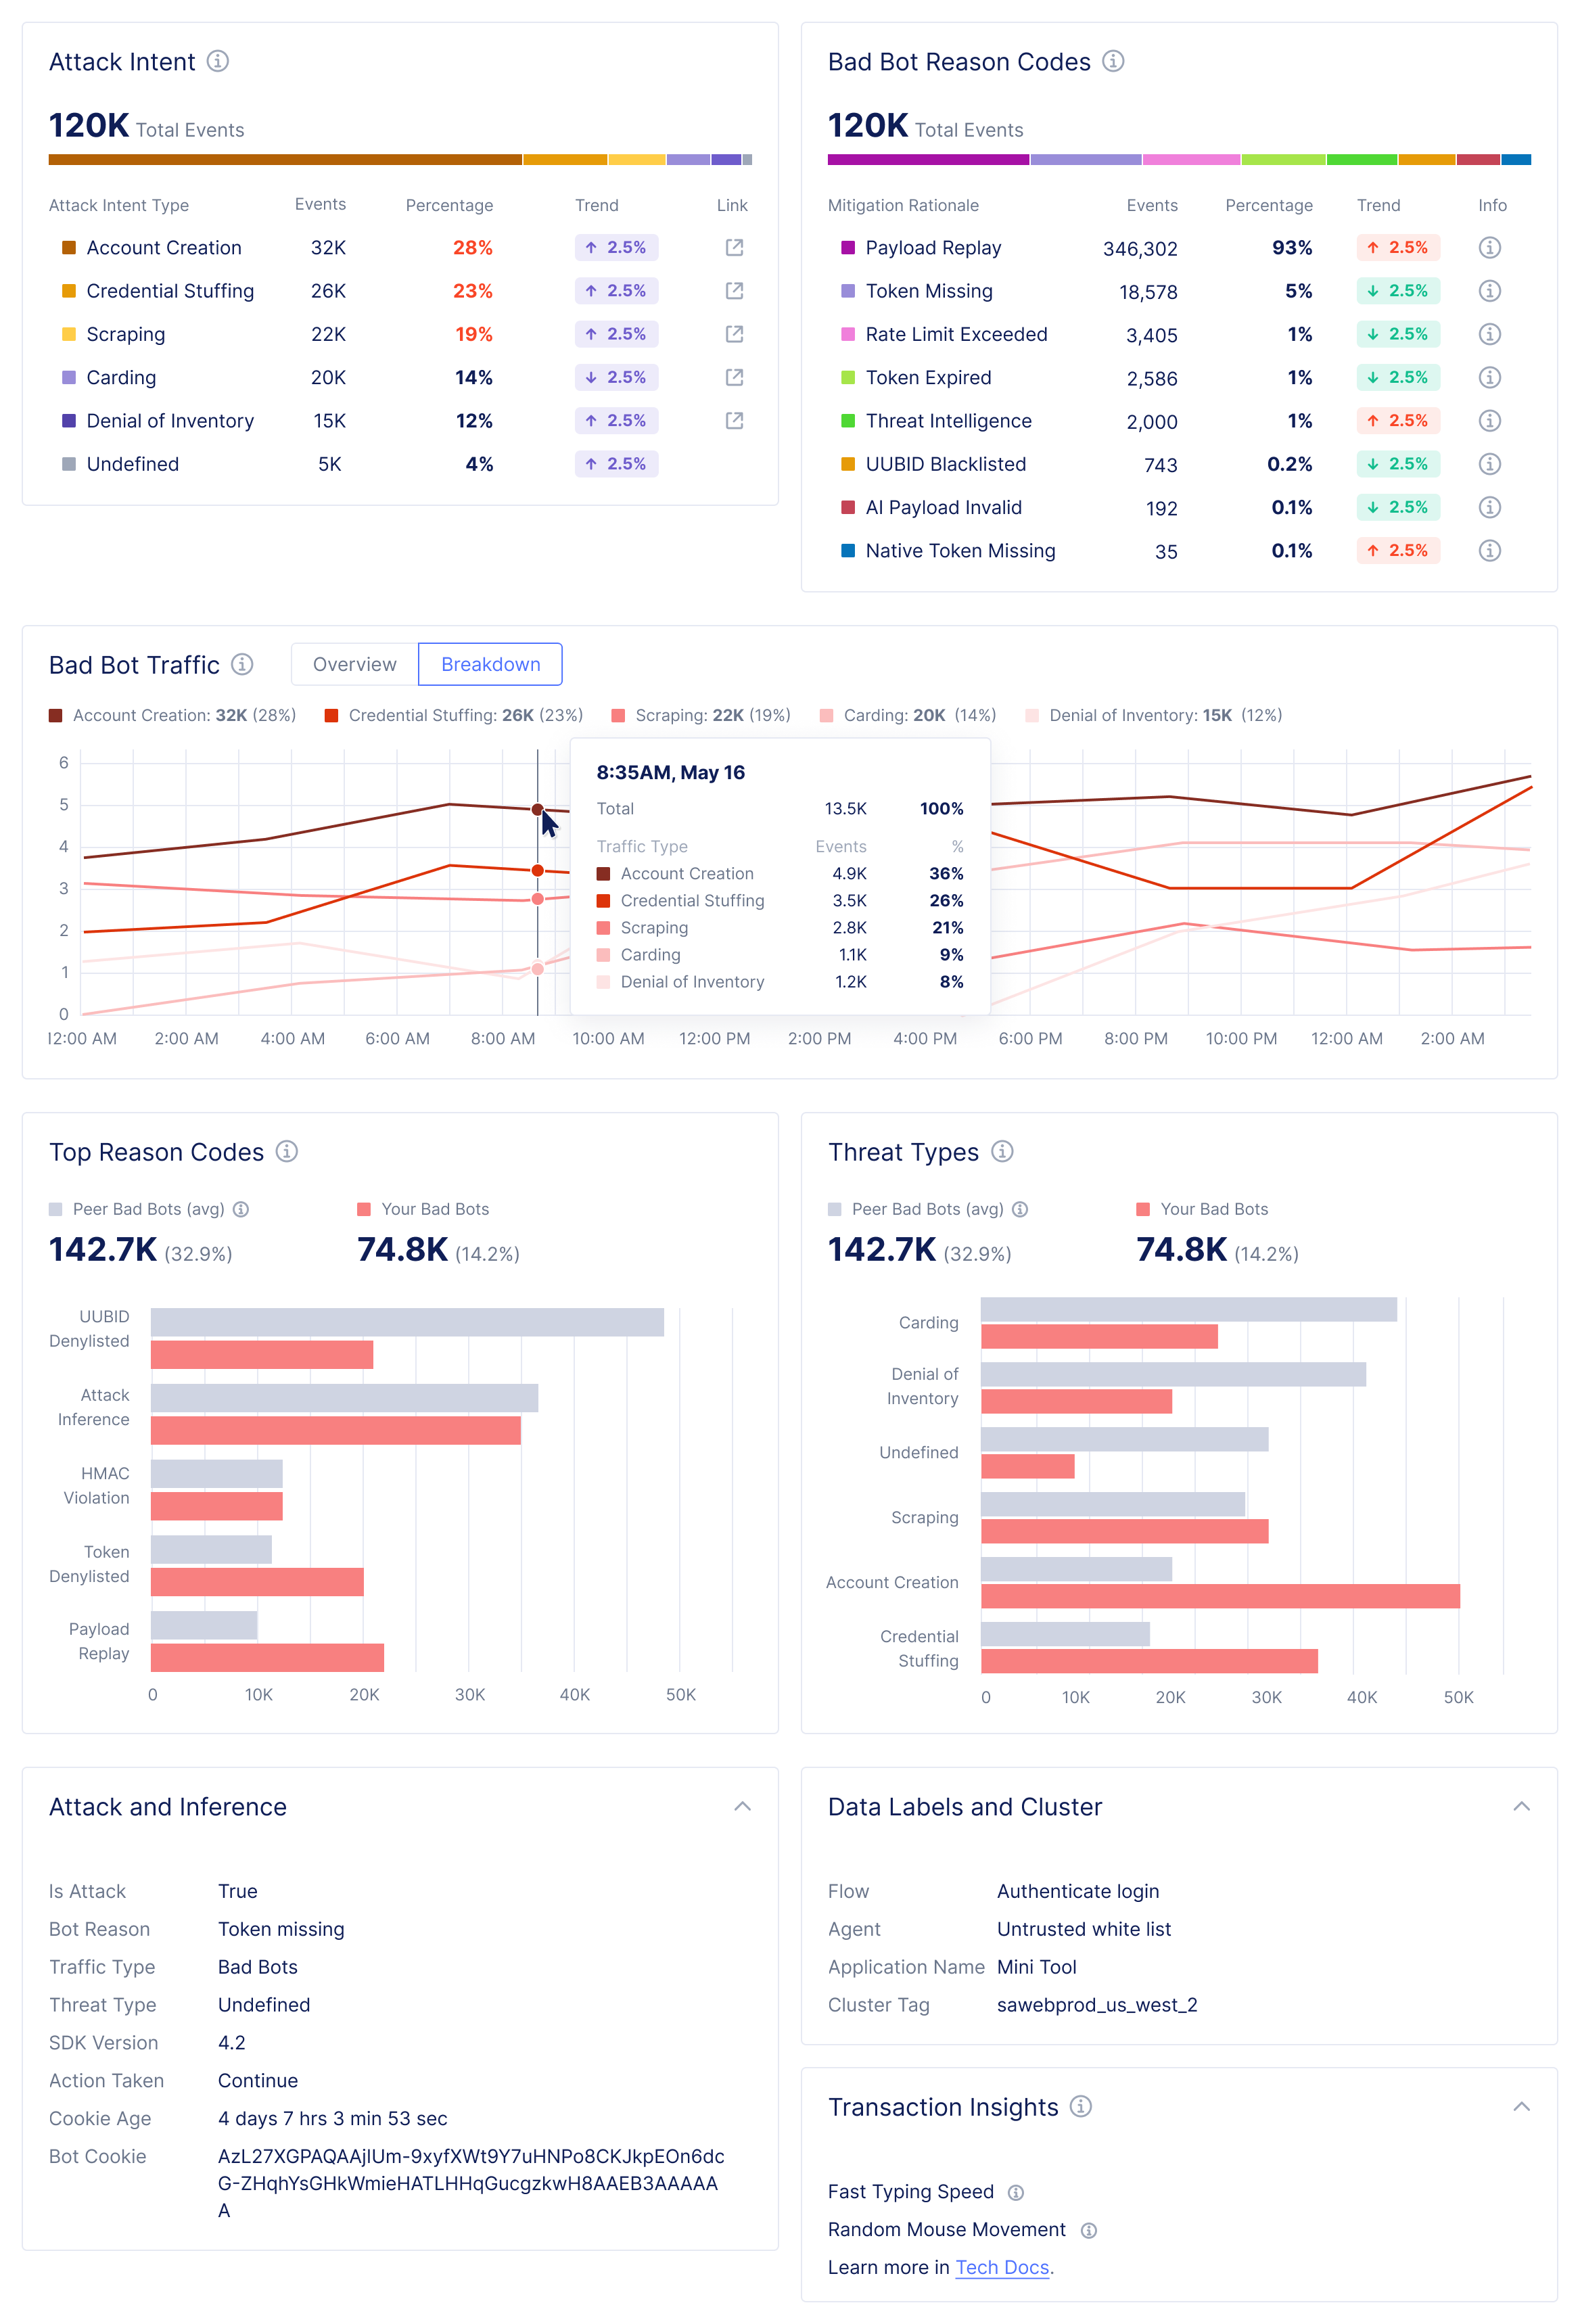 Attack Intent
120K Total Events
Attack Intent Type Events Percentage Trend Link
Account Creation 32K 28% ↑ 2.5%
Credential Stuffing 26K 23% ↑ 2.5%
Scraping 22K 19% ↑ 2.5%
Carding 20K 14% ↓ 2.5%
Denial of Inventory 15K 12% ↑ 2.5%
Undefined 5K 4% ↑ 2.5%
Bad Bot Reason Codes
120K Total Events
Mitigation Rationale Events Percentage Trend Info
Payload Replay 346,302 93% ↑ 2.5%
Token Missing 18,578 5% ↓ 2.5%
Rate Limit Exceeded 3,405 1% ↓ 2.5%
Token Expired 2,586 1% ↓ 2.5%
Threat Intelligence 2,000 1% ↑ 2.5%
UUBID Blacklisted 743 0.2% ↓ 2.5%
AI Payload Invalid 192 0.1% ↓ 2.5%
Native Token Missing 35 0.1% ↑ 2.5%
Bad Bot Traffic Overview Breakdown
Account Creation: 32K (28%) Credential Stuffing: 26K (23%) Scraping: 22K (19%) Carding: 20K (14%) Denial of Inventory: 15K (12%)
6
5
4
3
2
1
0
8:35AM, May 16
Total 13.5K 100%
Traffic Type Events %
Account Creation 4.9K 36%
Credential Stuffing 3.5K 26%
Scraping 2.8K 21%
Carding 1.1K 9%
Denial of Inventory 1.2K 8%
12:00 AM 2:00 AM 4:00 AM 6:00 AM 8:00 AM 10:00 AM 12:00 PM 2:00 PM 4:00 PM 6:00 PM 8:00 PM 10:00 PM 12:00 AM 2:00 AM
Top Reason Codes
Peer Bad Bots (avg) Your Bad Bots
142.7K (32.9%) 74.8K (14.2%)
UUBID
Denylisted
Attack
Inference
HMAC
Violation
Token
Denylisted
Payload
Replay
0 10K 20K 30K 40K 50K
Threat Types
Peer Bad Bots (avg) Your Bad Bots
142.7K (32.9%) 74.8K (14.2%)
Carding
Denial of
Inventory
Undefined
Scraping
Account Creation
Credential
Stuffing
0 10K 20K 30K 40K 50K
Attack and Inference
Is Attack True
Bot Reason Token missing
Traffic Type Bad Bots
Threat Type Undefined
SDK Version 4.2
Action Taken Continue
Cookie Age 4 days 7 hrs 3 min 53 sec
Bot Cookie AzL27XGPAQAAjlUm-9xyfXWt9Y7uHNPo8CKJkpEOn6dc
G-ZHqhYsGHkWmieHATLHHqGucgzkwH8AAEB3AAAAA
A
Data Labels and Cluster
Flow Authenticate login
Agent Untrusted white list
Application Name Mini Tool
Cluster Tag sawebprod_us_west_2
Transaction Insights
Fast Typing Speed
Random Mouse Movement
Learn more in Tech Docs.